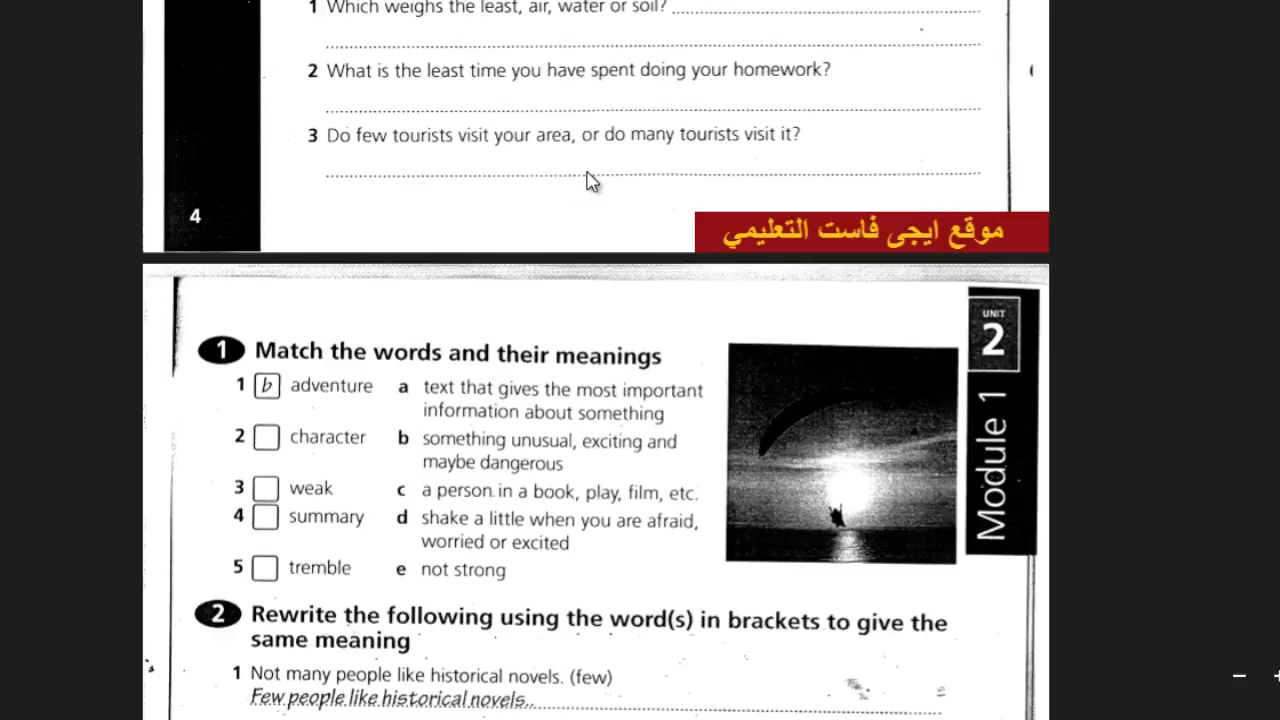 1 Which weighs the least, air, water or soil?
2 What is the least time you have spent doing your homework?
3 Do few tourists visit your area, or do many tourists visit it?
4
موقع ايجى فاست التعليمي
UNIT
2
Module 1
1 Match the words and their meanings
1 b adventure a text that gives the most important
information about something
2 character b something unusual, exciting and
maybe dangerous
3 weak c a person in a book, play, film, etc.
4 summary d shake a little when you are afraid,
worried or excited
5 tremble e not strong
2 Rewrite the following using the word(s) in brackets to give the
same meaning
1 Not many people like historical novels. (few)
Few people like historical novels.